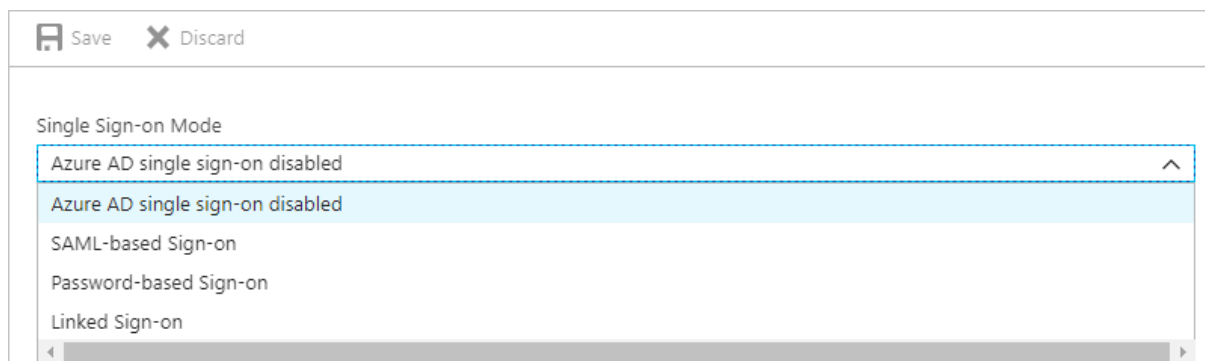 Save Discard
Single Sign-on Mode
Azure AD single sign-on disabled
Azure AD single sign-on disabled
SAML-based Sign-on
Password-based Sign-on
Linked Sign-on